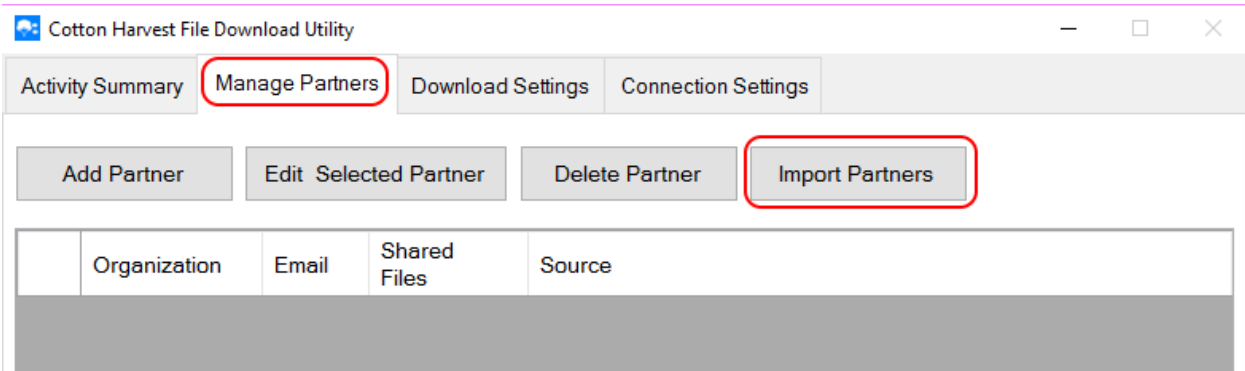 Cotton Harvest File Download Utility
Activity Summary Manage Partners Download Settings Connection Settings
Add Partner Edit Selected Partner Delete Partner Import Partners
Organization Email Shared Files Source